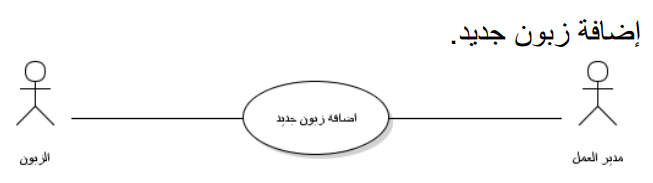 إضافة زبون جديد.
اضافة زبون جديد
مدير العمل
الزبون